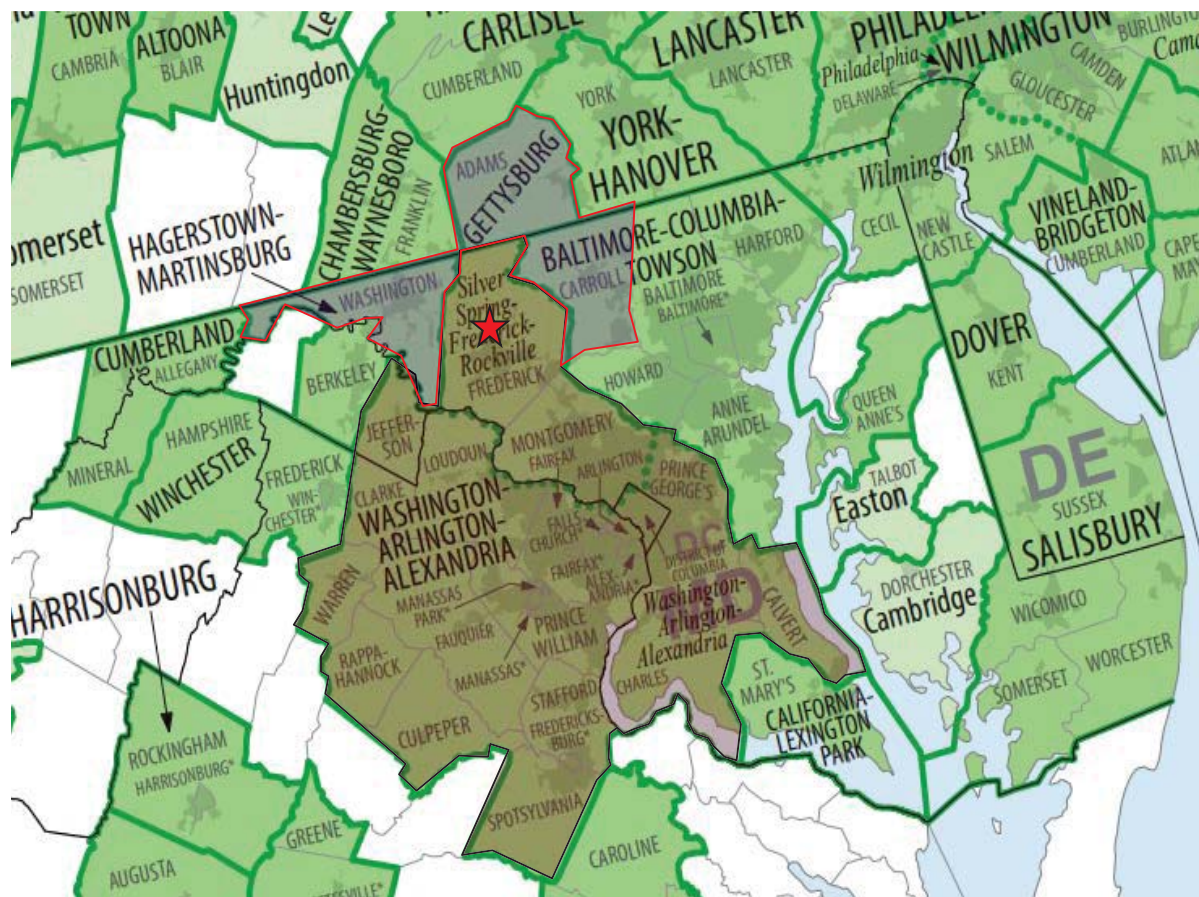 TOWN
CAMBRIA
ALTOONA
BLAIR
Le
Huntingdon
CARLISLE
CUMBERLAND
LANCASTER
LANCASTER
WILMINGTON
Philadelphia
DELAWARE
BURLINGTON
CAMDEN
GLOUCESTER
SALEM
Wilmington
YORK
YORK-
HANOVER
ADAMS
GETTYSBURG
CHAMBERSBURG-
WAYNESBORO
FRANKLIN
omerset
SOMERSET
HAGERSTOWN-
MARTINSBURG
WASHINGTON
BALTIMORE-COLUMBIA-
TOWSON
CARROLL
BALTIMORE
BALTIMORE*
HARFORD
CECIL
NEW
CASTLE
VINELAND-
BRIDGETON
CUMBERLAND
ATLAN
CAPE
MAY
Silver
Spring-
Frederick-
Rockville
FREDERICK
CUMBERLAND
ALLEGANY
BERKELEY
HOWARD
ANNE
ARUNDEL
QUEEN
ANNE'S
DOVER
KENT
MINERAL
HAMPSHIRE
WINCHESTER
FREDERICK
WIN-
CHESTER*
JEFFER-
SON
LOUDOUN
CLARKE
MONTGOMERY
FAIRFAX
ARLINGTON
PRINCE
GEORGE'S
WASHINGTON-
ARLINGTON-
ALEXANDRIA
FALLS
CHURCH*
FAIRFAX*
ALEX-
ANDRIA*
DC
DISTRICT OF
COLUMBIA
MD
Washington-
Arlington-
Alexandria
CALVERT
CHARLES
TALBOT
Easton
DE
SUSSEX
SALISBURY
DORCHESTER
Cambridge
WICOMICO
WORCESTER
SOMERSET
HARRISONBURG
WARREN
RAPPA-
HANNOCK
MANASSAS
PARK*
FAUQUIER
PRINCE
WILLIAM
MANASSAS*
STAFFORD
CULPEPER
FREDERICKS-
BURG*
SPOTSYLVANIA
ST.
MARY'S
CALIFORNIA-
LEXINGTON
PARK
ROCKINGHAM
HARRISONBURG*
AUGUSTA
GREENE
CAROLINE